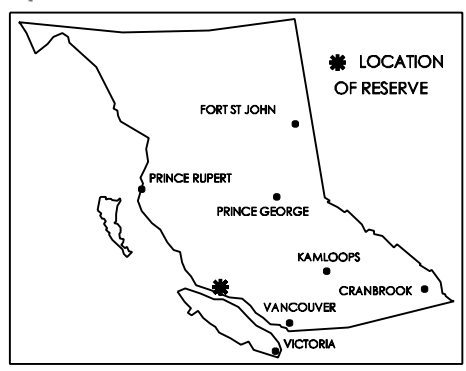 LOCATION
OF RESERVE
FORT ST JOHN
PRINCE RUPERT
PRINCE GEORGE
KAMLOOPS
CRANBROOK
VANCOUVER
VICTORIA